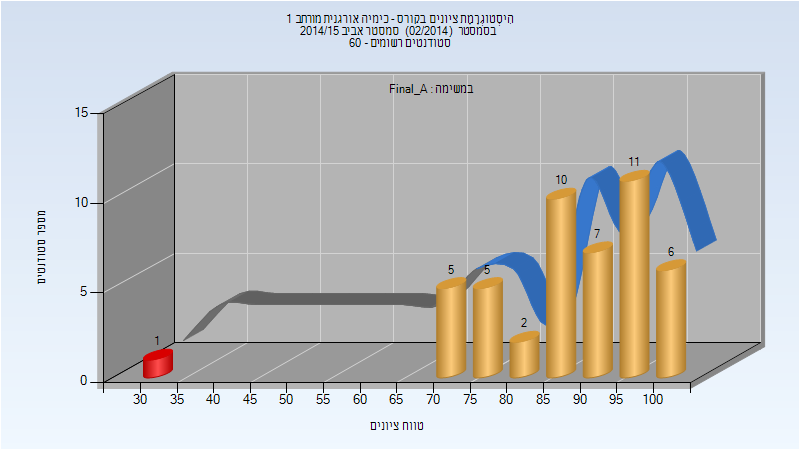 היסטוגרמת ציונים בקורס - כימיה אורגנית מורחב 1
בסמסטר (02/2014) סמסטר אביב 2014/15
סטודנטים רשומים - 60
במשימה : Final_A
מספר סטודנטים
15
10
5
0
1
5
5
2
10
7
11
6
30 35 40 45 50 55 60 65 70 75 80 85 90 95 100
טווח ציונים